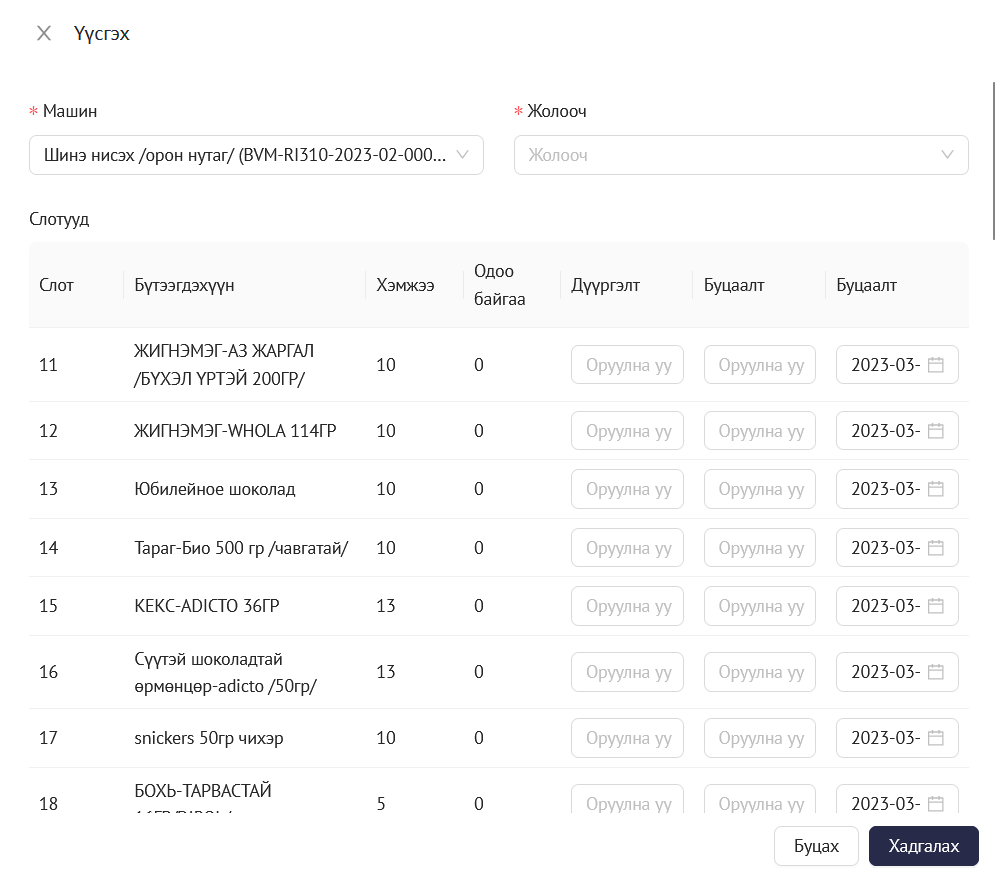 Үүсгэх
* Машин
* Жолооч
Шинэ нисэх /орон нутаг/ (BVM-RI310-2023-02-000...
Жолооч
Слотууд
Слот Бүтээгдэхүүн Хэмжээ Одоо байгаа Дүүргэлт Буцаалт Буцаалт
11 ЖИГНЭМЭГ-АЗ ЖАРГАЛ /БҮХЭЛ ҮРТЭЙ 200ГР/ 10 0 Оруулна уу Оруулна уу 2023-03-
12 ЖИГНЭМЭГ-WHOLA 114ГР 10 0 Оруулна уу Оруулна уу 2023-03-
13 Юбилейное шоколад 10 0 Оруулна уу Оруулна уу 2023-03-
14 Тараг-Био 500 гр /чавгатай/ 10 0 Оруулна уу Оруулна уу 2023-03-
15 КЕКС-ADICTO 36ГР 13 0 Оруулна уу Оруулна уу 2023-03-
16 Сүүтэй шоколадтай өрмөнцөр-adicto /50гр/ 13 0 Оруулна уу Оруулна уу 2023-03-
17 snickers 50гр чихэр 10 0 Оруулна уу Оруулна уу 2023-03-
18 БОХЬ-ТАРВАСТАЙ 5 0 Оруулна уу Оруулна уу 2023-03-
Буцах
Хадгалах